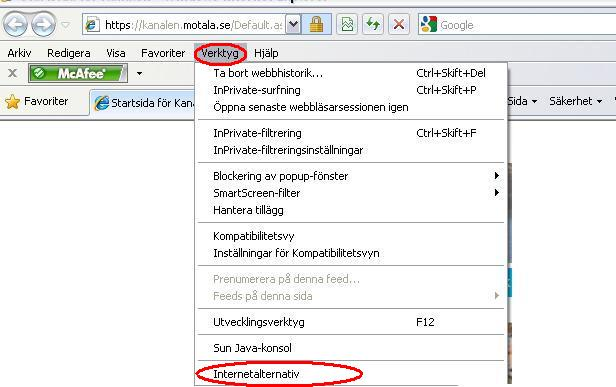 https://kanalen.motala.se/Default.as
Google
Arkiv Redigera Visa Favoriter Verktyg Hjälp
x McAfee
Favoriter Startsida för Kana
Sida Säkerhet
Ta bort webbhistorik... Ctrl+Skift+Del
InPrivate-surfning Ctrl+Skift+P
Öppna senaste webbläsarsessionen igen
InPrivate-filtrering Ctrl+Skift+F
InPrivate-filtreringsinställningar
Blockering av popup-fönster
SmartScreen-filter
Hantera tillägg
Kompatibilitetsvy
Inställningar för Kompatibilitetsvyn
Prenumerera på denna feed...
Feeds på denna sida
Utvecklingsverktyg F12
Sun Java-konsol
Internetalternativ